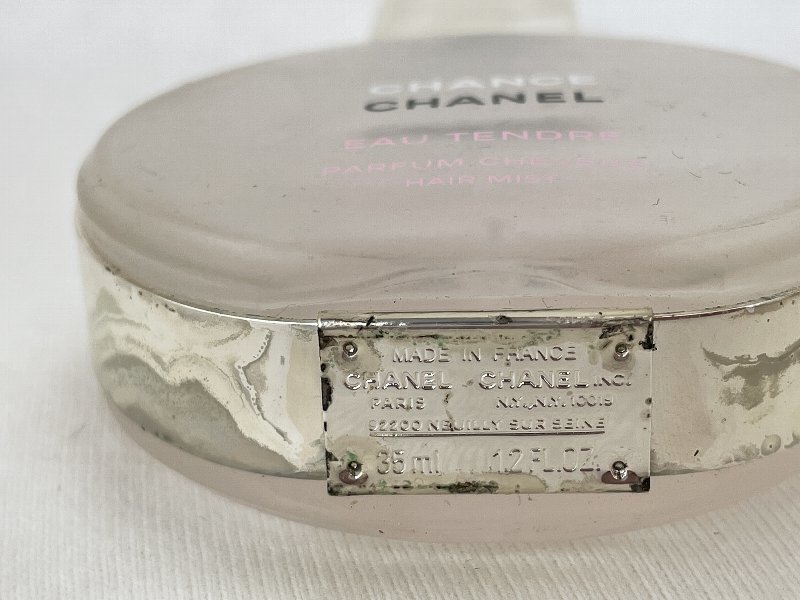 CHANCE
CHANEL
EAU TENDRE
PARFUM CHEVEUX
HAIR MIST
MADE IN FRANCE
CHANEL CHANEL INC.
PARIS N.Y., N.Y. 10019
92200 NEUILLY SUR SEINE
35 ml 1.2 FL.OZ.